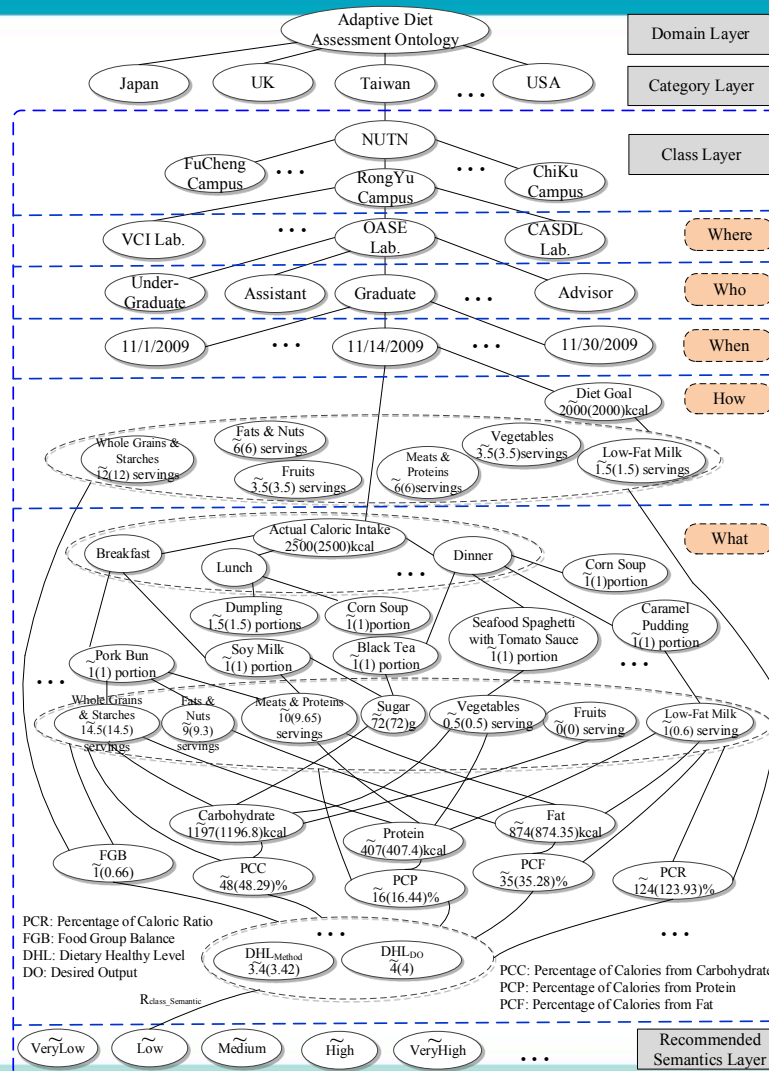 Adaptive Diet
Assessment Ontology
Domain Layer
Japan
UK
Taiwan
...
USA
Category Layer
NUTN
FuCheng
Campus
...
...
ChiKu
Campus
Class Layer
RongYu
Campus
VCI Lab.
...
OASE
Lab.
CASDL
Lab.
Where
Under-
Graduate
Assistant
Graduate
...
Advisor
Who
11/1/2009
...
11/14/2009
...
11/30/2009
When
Diet Goal
2000(2000)kcal
How
Whole Grains &
Starches
12(12) servings
Fats & Nuts
6(6) servings
Fruits
3.5(3.5) servings
Meats &
Proteins
6(6)servings
Vegetables
3.5(3.5)servings
Low-Fat Milk
1.5(1.5) servings
What
Actual Caloric Intake
2500(2500)kcal
Breakfast
Lunch
...
Dinner
Corn Soup
1(1)portion
Dumpling
1.5(1.5) portions
Corn Soup
1(1)portion
Seafood Spaghetti
with Tomato Sauce
1(1) portion
Caramel
Pudding
1(1) portion
...
Pork Bun
1(1) portion
Soy Milk
1(1) portion
Black Tea
1(1) portion
...
Whole Grains
& Starches
14.5(14.5)
servings
Fats &
Nuts
9(9.3)
servings
Meats & Proteins
10(9.65)
servings
Sugar
72(72)g
Vegetables
0.5(0.5) serving
Fruits
0(0) serving
Low-Fat Milk
1(0.6) serving
Carbohydrate
1197(1196.8)kcal
Protein
407(407.4)kcal
Fat
874(874.35)kcal
FGB
1(0.66)
PCC
48(48.29)%
PCP
16(16.44)%
PCF
35(35.28)%
PCR
124(123.93)%
PCR: Percentage of Caloric Ratio
FGB: Food Group Balance
DHL: Dietary Healthy Level
DO: Desired Output
...
DHLMethod
3.4(3.42)
DHLDO
4(4)
...
PCC: Percentage of Calories from Carbohydrate
PCP: Percentage of Calories from Protein
PCF: Percentage of Calories from Fat
Rclass_Semantic
VeryLow
Low
Medium
High
VeryHigh
...
Recommended
Semantics Layer